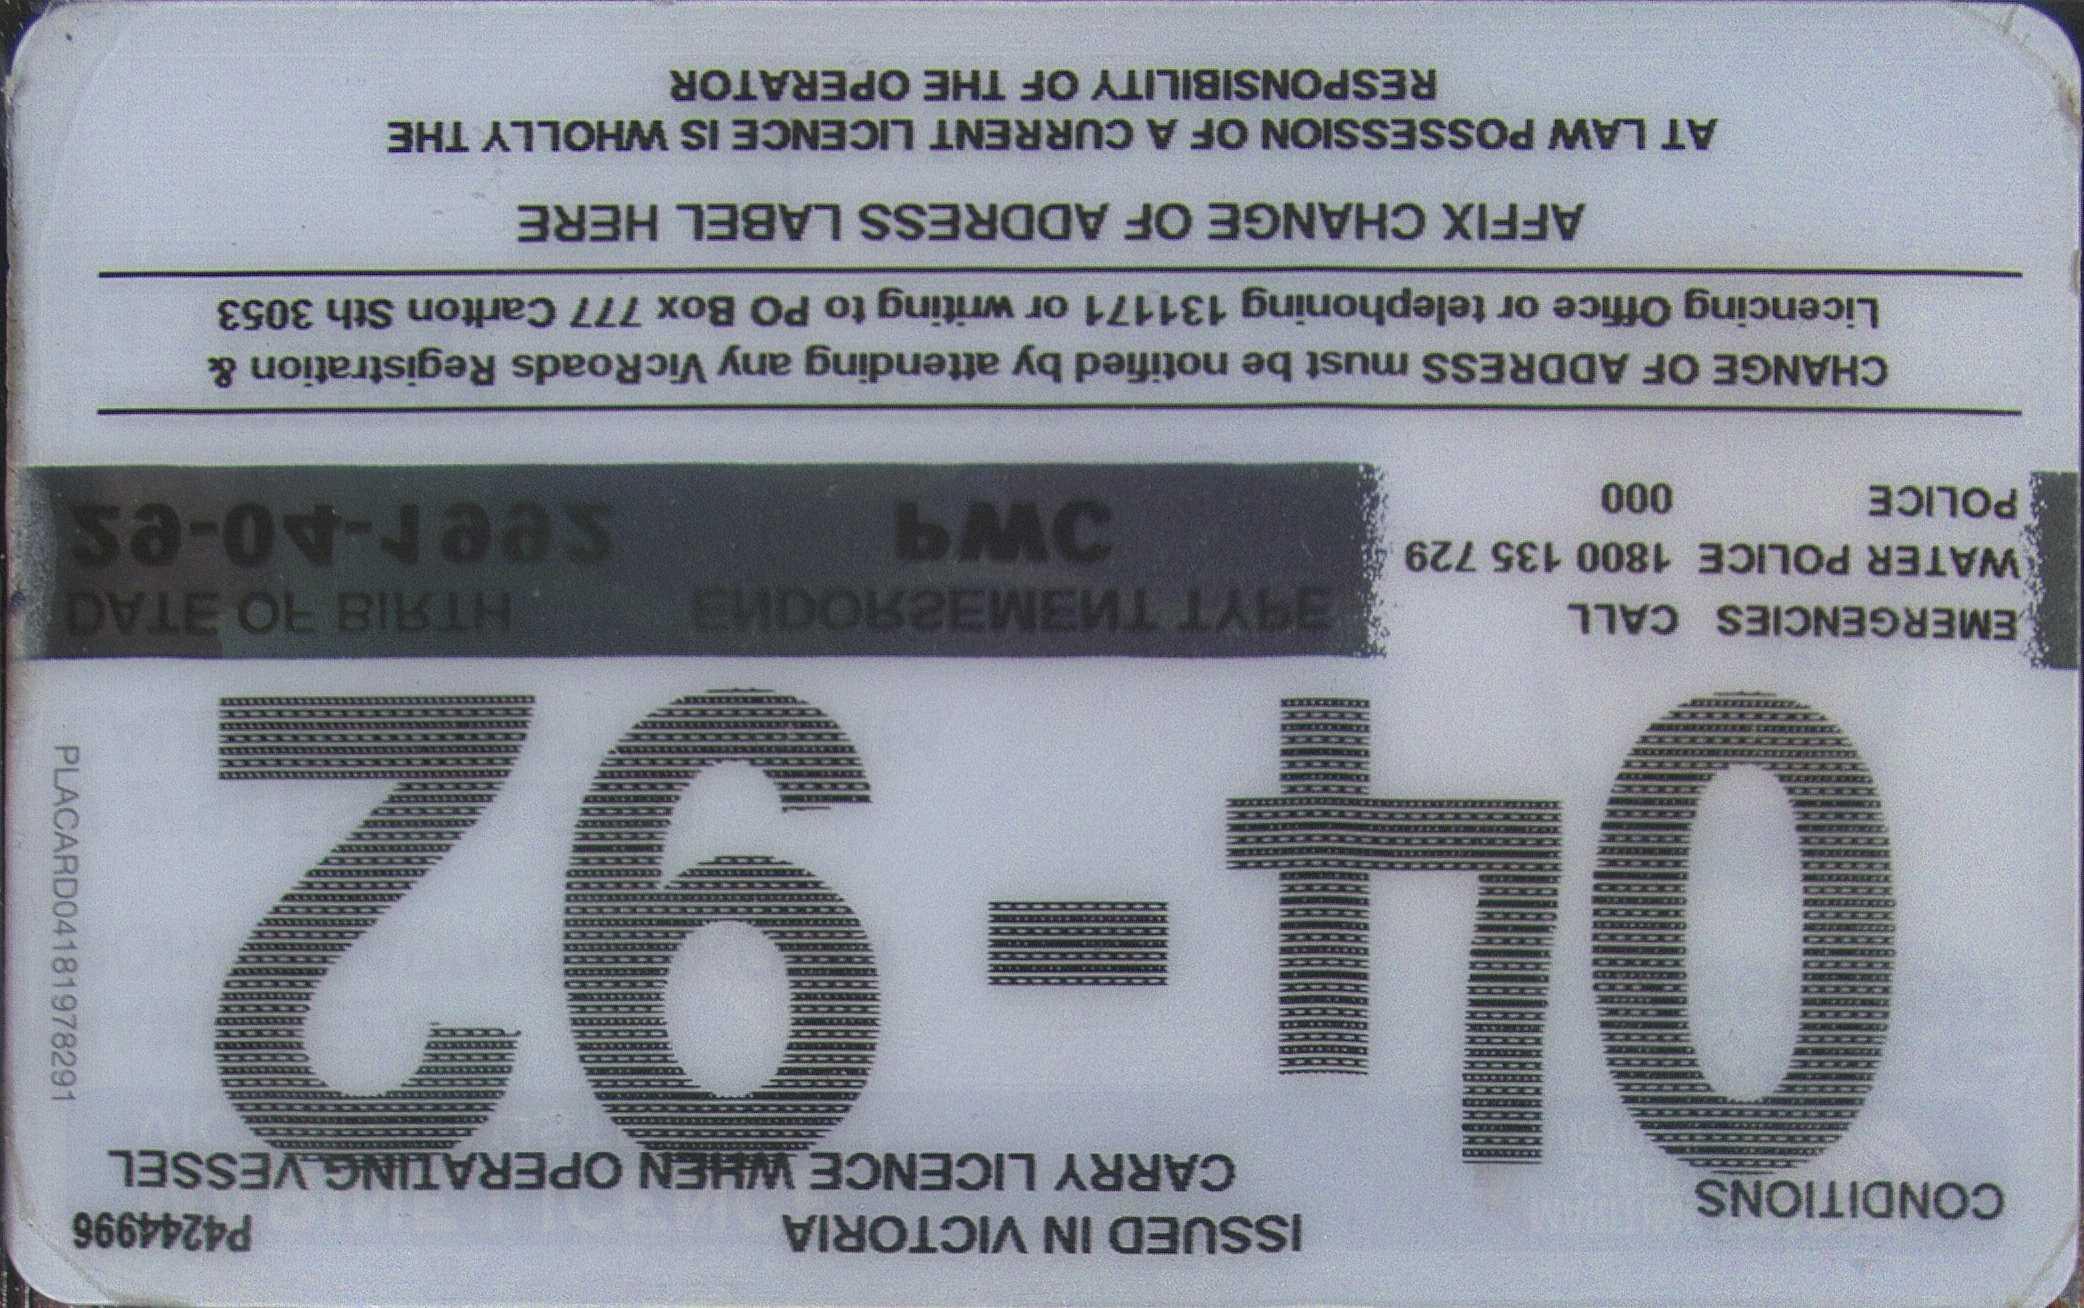 ISSUED IN VICTORIA P4244996
CONDITIONS CARRY LICENCE WHEN OPERATING VESSEL
04-92
PLACARD0418197829​1
EMERGENCIES CALL
WATER POLICE 1800 135 729
POLICE 000
ENDORSEMENT TYPE DATE OF BIRTH
PWC 29-04-1992
CHANGE OF ADDRESS must be notified by attending any VicRoads Registration &
Licencing Office or telephoning 131171 or writing to PO Box 777 Carlton Sth 3053
AFFIX CHANGE OF ADDRESS LABEL HERE
AT LAW POSSESSION OF A CURRENT LICENCE IS WHOLLY THE
RESPONSIBILITY OF THE OPERATOR